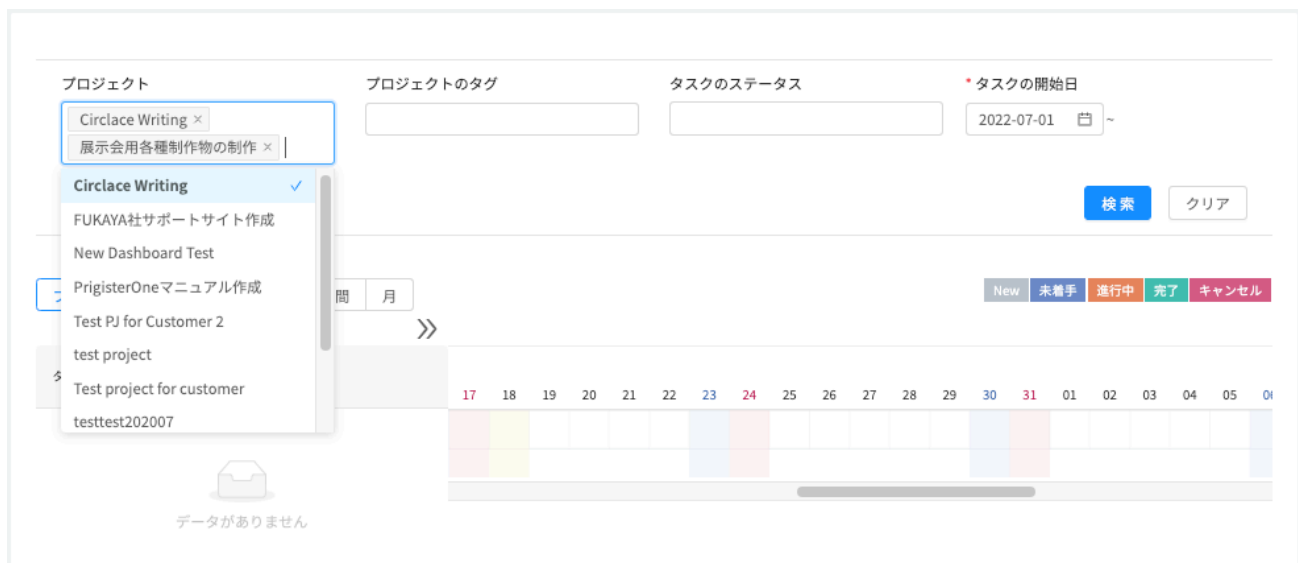 プロジェクト
プロジェクトのタグ
タスクのステータス
* タスクの開始日
Circlace Writing ×
展示会用各種制作物の制作 ×
2022-07-01
~
Circlace Writing
FUKAYA社サポートサイト作成
New Dashboard Test
PrigisterOneマニュアル作成
Test PJ for Customer 2
test project
Test project for customer
testtest202007
検索
クリア
間
月
New
未着手
進行中
完了
キャンセル
17 18 19 20 21 22 23 24 25 26 27 28 29 30 31 01 02 03 04 05
データがありません